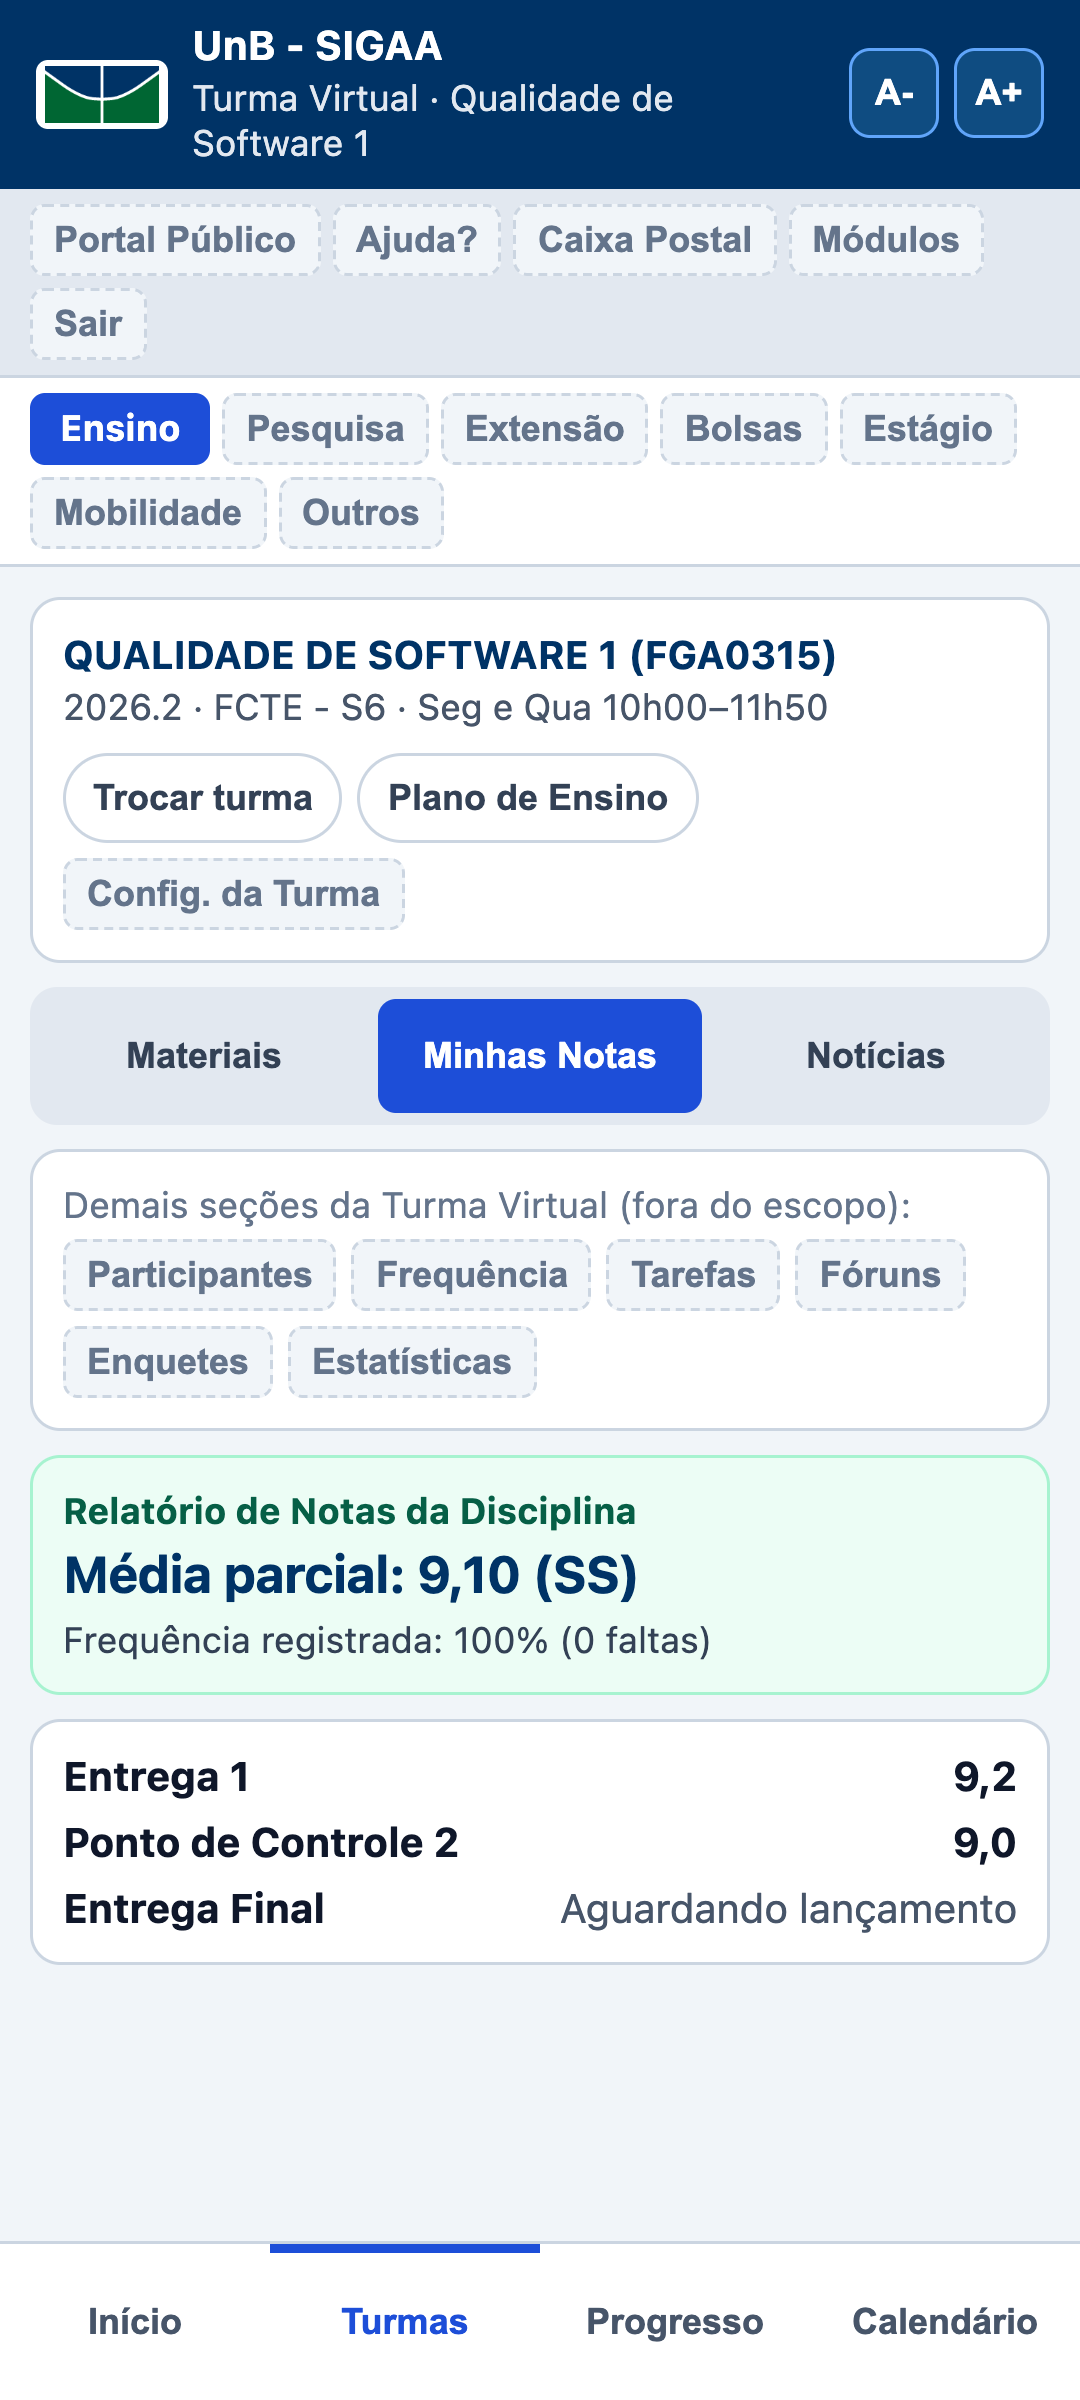 UnB - SIGAA
Turma Virtual · Qualidade de
Software 1
A- A+
Portal Público Ajuda? Caixa Postal Módulos
Sair
Ensino Pesquisa Extensão Bolsas Estágio
Mobilidade Outros
QUALIDADE DE SOFTWARE 1 (FGA0315)
2026.2 · FCTE - S6 · Seg e Qua 10h00–11h50
Trocar turma Plano de Ensino
Config. da Turma
Materiais Minhas Notas Notícias
Demais seções da Turma Virtual (fora do escopo):
Participantes Frequência Tarefas Fóruns
Enquetes Estatísticas
Relatório de Notas da Disciplina
Média parcial: 9,10 (SS)
Frequência registrada: 100% (0 faltas)
Entrega 1 9,2
Ponto de Controle 2 9,0
Entrega Final Aguardando lançamento
Início Turmas Progresso Calendário